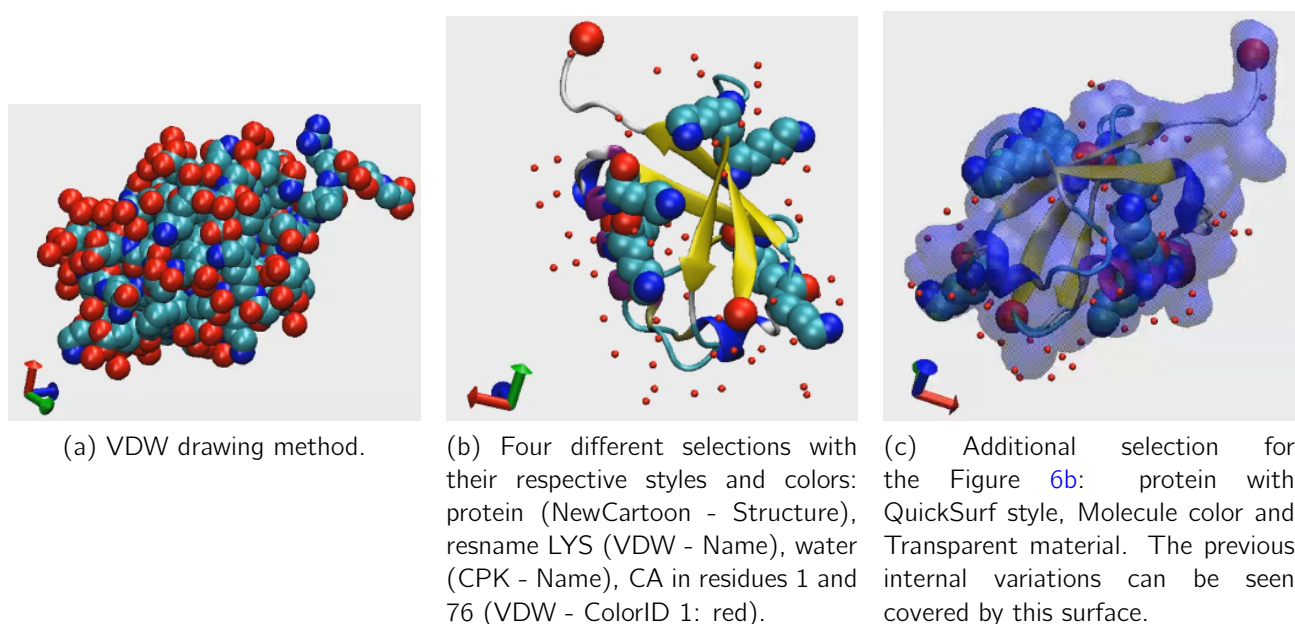 (a) VDW drawing method.
(b) Four different selections with
their respective styles and colors:
protein (NewCartoon - Structure),
resname LYS (VDW - Name), water
(CPK - Name), CA in residues 1 and
76 (VDW - ColorID 1: red).
(c) Additional selection for
the Figure 6b: protein with
QuickSurf style, Molecule color and
Transparent material. The previous
internal variations can be seen
covered by this surface.